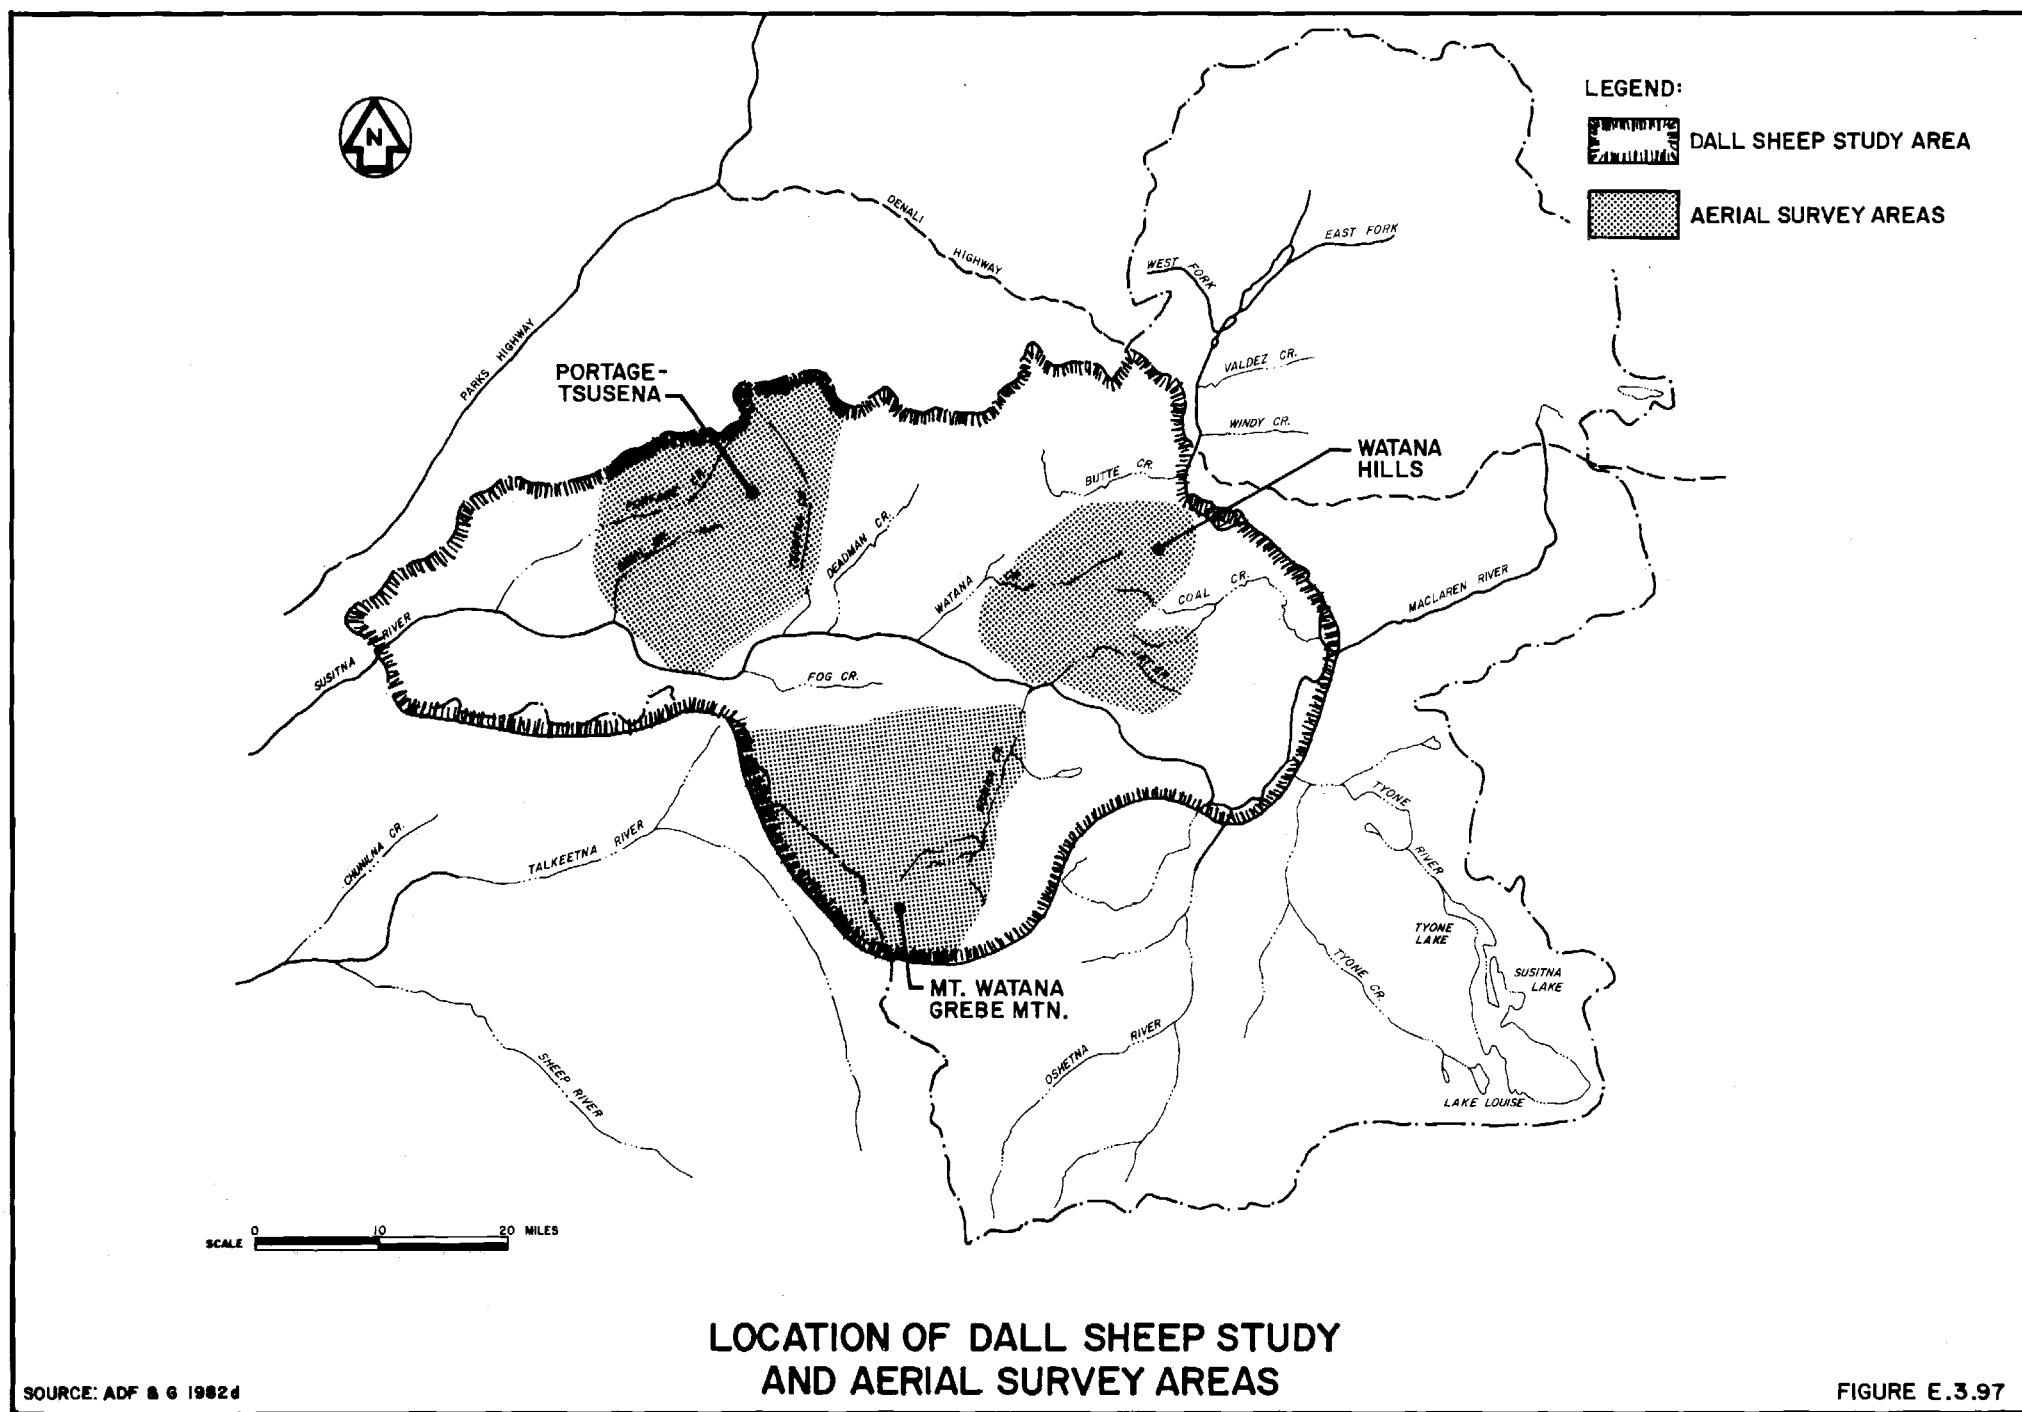 LEGEND:
DALL SHEEP STUDY AREA
AERIAL SURVEY AREAS
N
DENALI
HIGHWAY
PARKS HIGHWAY
WEST FORK
EAST FORK
VALDEZ CR.
WINDY CR.
PORTAGE-
TSUSENA
WATANA
HILLS
BUTTE CR.
PORTAGE CR.
DEADMAN CR.
WATANA CR.
COAL CR.
MACLAREN RIVER
SUSITNA RIVER
FOG CR.
CHUNILNA CR.
TALKEETNA RIVER
TYONE RIVER
TYONE
LAKE
SUSITNA
LAKE
TYONE CR.
MT. WATANA
GREBE MTN.
OSHETNA RIVER
SHEEP RIVER
LAKE LOUISE
0 10 20 MILES
SCALE
LOCATION OF DALL SHEEP STUDY
AND AERIAL SURVEY AREAS
SOURCE: ADF & G 1982d
FIGURE E.3.97